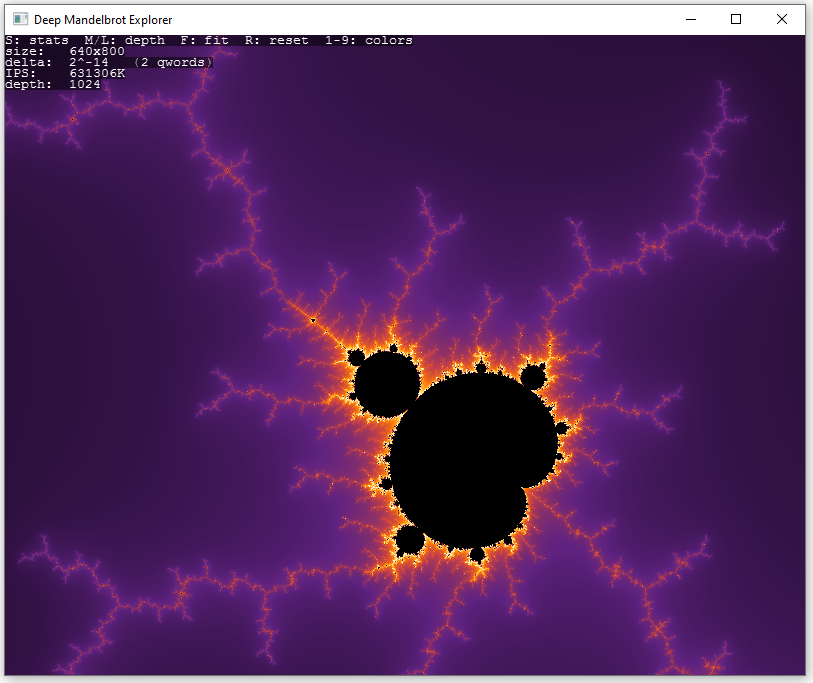 Deep Mandelbrot Explorer
S: stats  M/L: depth  F: fit  R: reset  1-9: colors
size:   640x800
delta:  2^-14   (2 qwords)
IPS:    631306K
depth:  1024